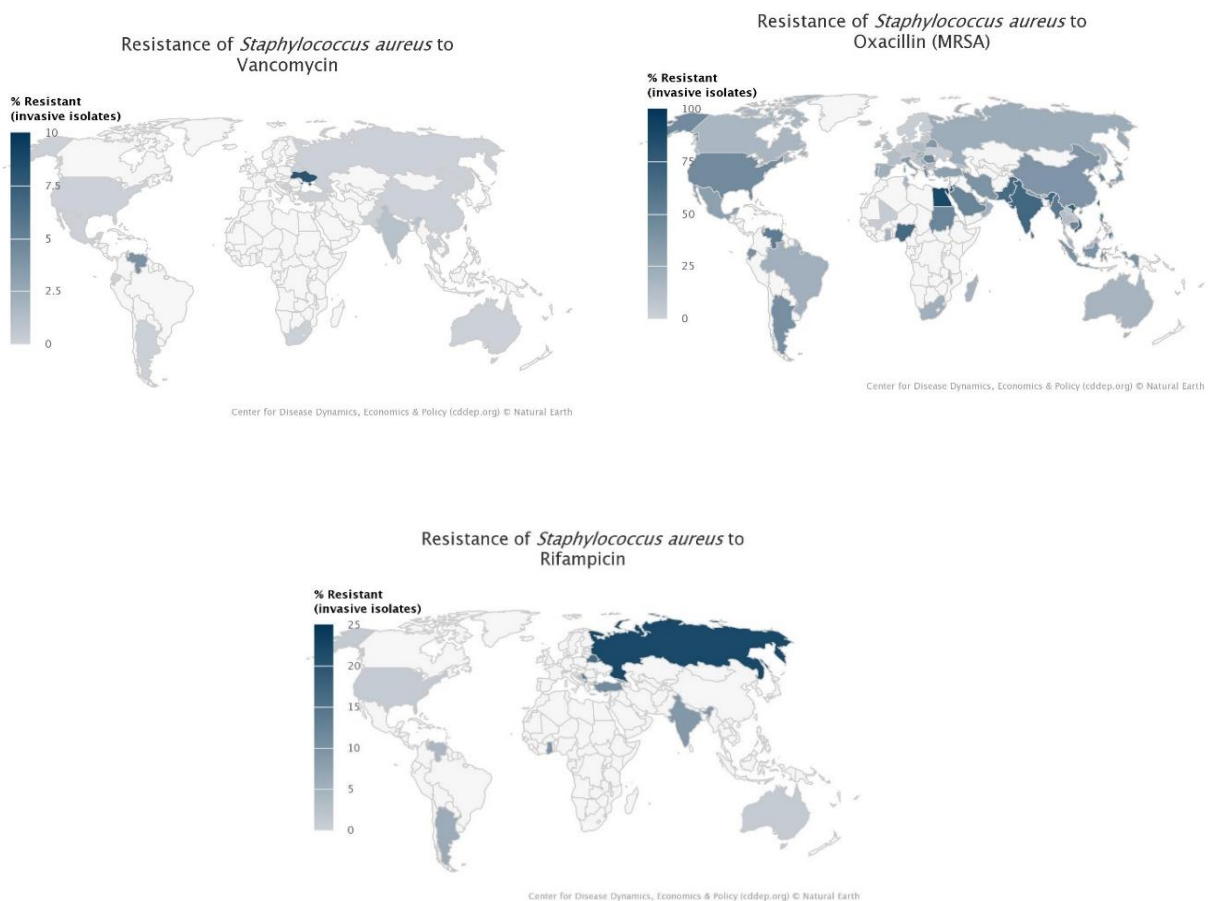 Resistance of Staphylococcus aureus to
Vancomycin
% Resistant
(invasive isolates)
10
7.5
5
2.5
0
Center for Disease Dynamics, Economics & Policy (cddep.org) © Natural Earth
Resistance of Staphylococcus aureus to
Oxacillin (MRSA)
% Resistant
(invasive isolates)
100
75
50
25
0
Center for Disease Dynamics, Economics & Policy (cddep.org) © Natural Earth
Resistance of Staphylococcus aureus to
Rifampicin
% Resistant
(invasive isolates)
25
20
15
10
5
0
Center for Disease Dynamics, Economics & Policy (cddep.org) © Natural Earth